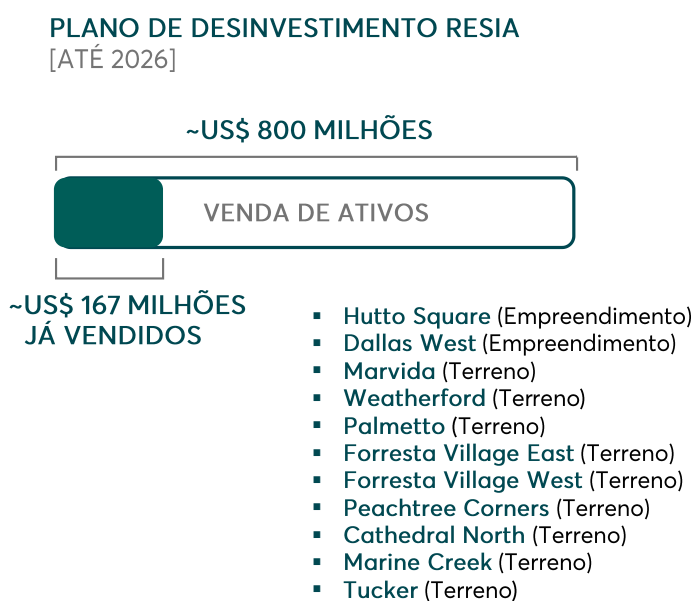 PLANO DE DESINVESTIMENTO RESIA
[ATÉ 2026]
~US$ 800 MILHÕES
VENDA DE ATIVOS
~US$ 167 MILHÕES
JÁ VENDIDOS
▪ Hutto Square (Empreendimento)
▪ Dallas West (Empreendimento)
▪ Marvida (Terreno)
▪ Weatherford (Terreno)
▪ Palmetto (Terreno)
▪ Forresta Village East (Terreno)
▪ Forresta Village West (Terreno)
▪ Peachtree Corners (Terreno)
▪ Cathedral North (Terreno)
▪ Marine Creek (Terreno)
▪ Tucker (Terreno)